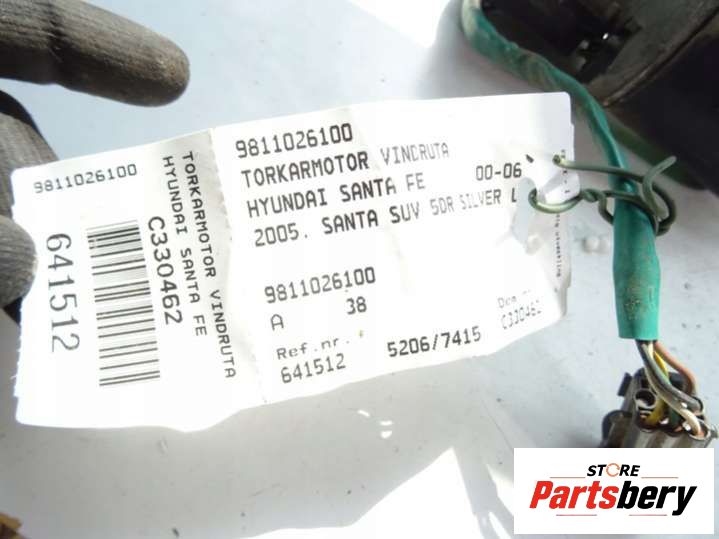 9811026100
TORKARMOTOR VINDRUTA
HYUNDAI SANTA FE
C330462
641512
9811026100
TORKARMOTOR VINDRUTA
HYUNDAI SANTA FE 00-06
2005. SANTA SUV 5DR SILVER L
9811026100
A 38
Ref.nr.
641512
5206/7415
C330462
STORE
Partsbery